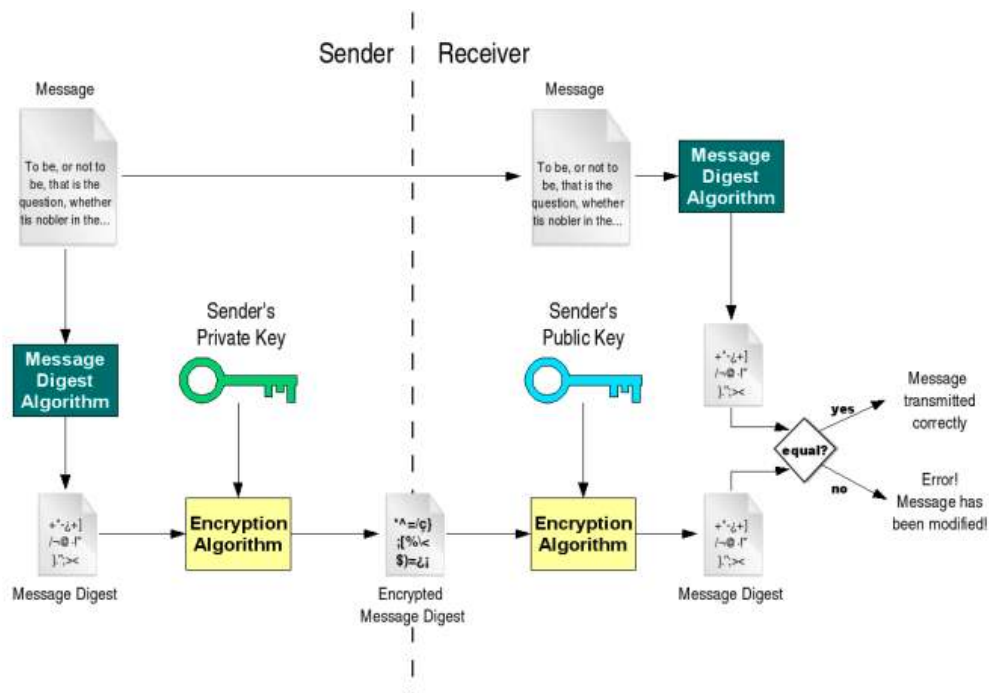 Sender
Receiver
Message
To be, or not to
be, that is the
question, whether
tis nobler in the...
Message
To be, or not to
be, that is the
question, whether
tis nobler in the...
Message
Digest
Algorithm
Sender's
Private Key
Sender's
Public Key
Message
Digest
Algorithm
+*-¿+]
/¬@-!"
}.";><
yes
Message
transmitted
correctly
equal?
no
Error!
Message has
been modified!
+*-¿+]
/¬@-!"
}.";><
Message Digest
Encryption
Algorithm
*^=/ç}
;[%\<
$)=¿¡
Encrypted
Message Digest
Encryption
Algorithm
+*-¿+]
/¬@-!"
}.";><
Message Digest